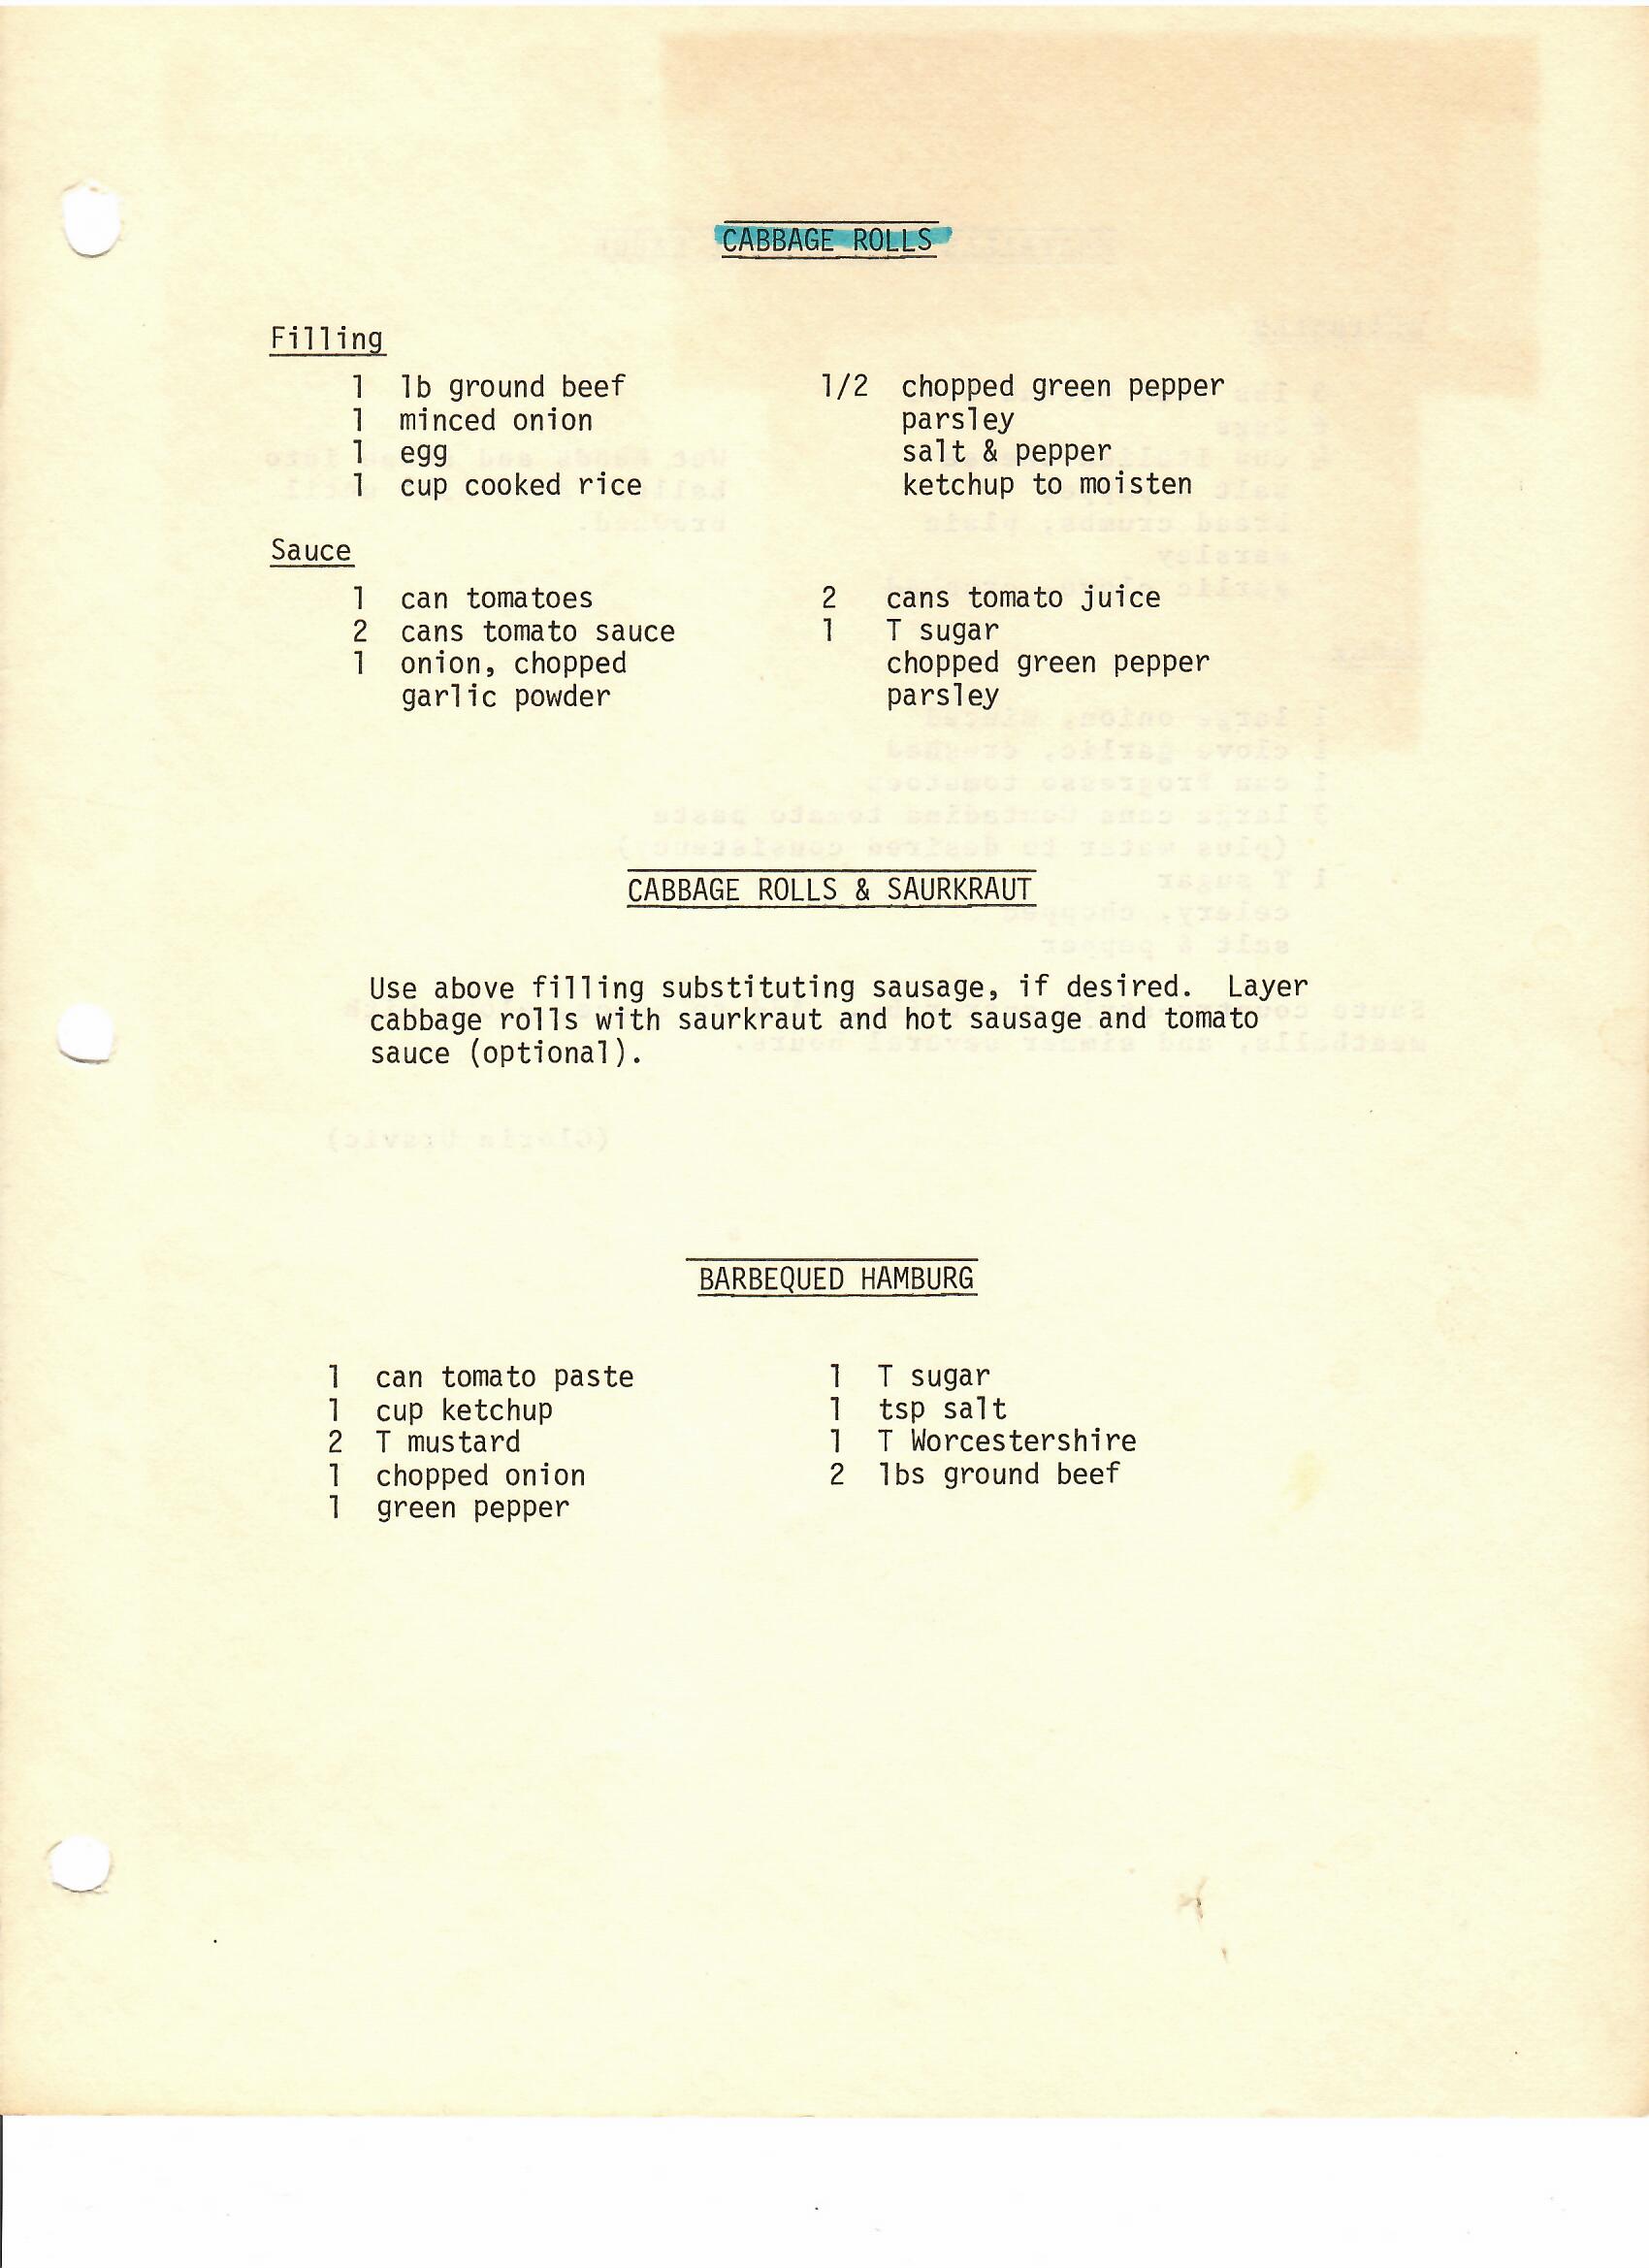 CABBAGE ROLLS
Filling
1 lb ground beef
1 minced onion
1 egg
1 cup cooked rice
1/2 chopped green pepper
parsley
salt & pepper
ketchup to moisten
Sauce
1 can tomatoes
2 cans tomato sauce
1 onion, chopped
garlic powder
2 cans tomato juice
1 T sugar
chopped green pepper
parsley
CABBAGE ROLLS & SAURKRAUT
Use above filling substituting sausage, if desired. Layer
cabbage rolls with saurkraut and hot sausage and tomato
sauce (optional).
BARBEQUED HAMBURG
1 can tomato paste
1 cup ketchup
2 T mustard
1 chopped onion
1 green pepper
1 T sugar
1 tsp salt
1 T Worcestershire
2 lbs ground beef